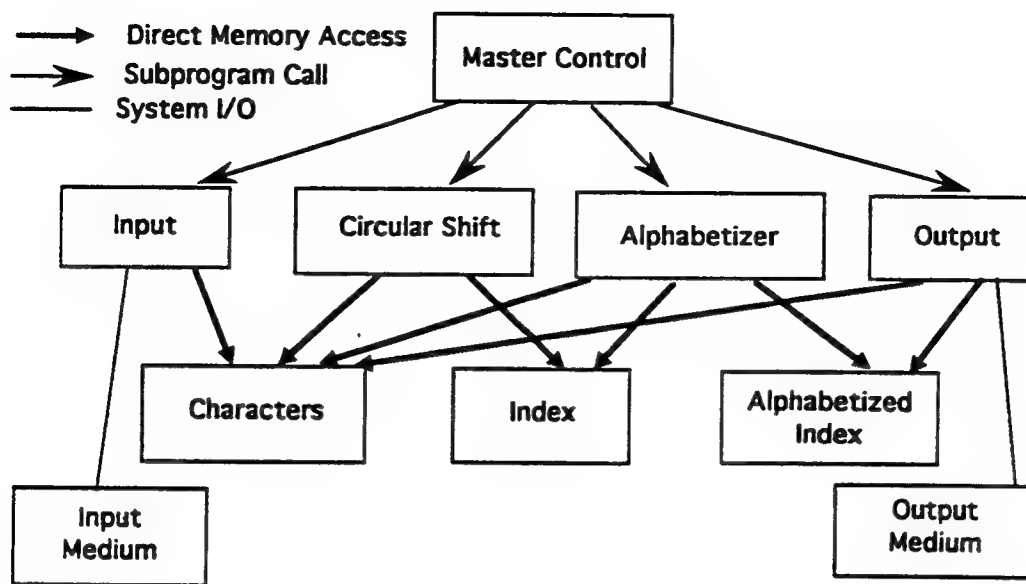 Direct Memory Access
Subprogram Call
System I/O
Master Control
Input
Circular Shift
Alphabetizer
Output
Characters
Index
Alphabetized
Index
Input
Medium
Output
Medium